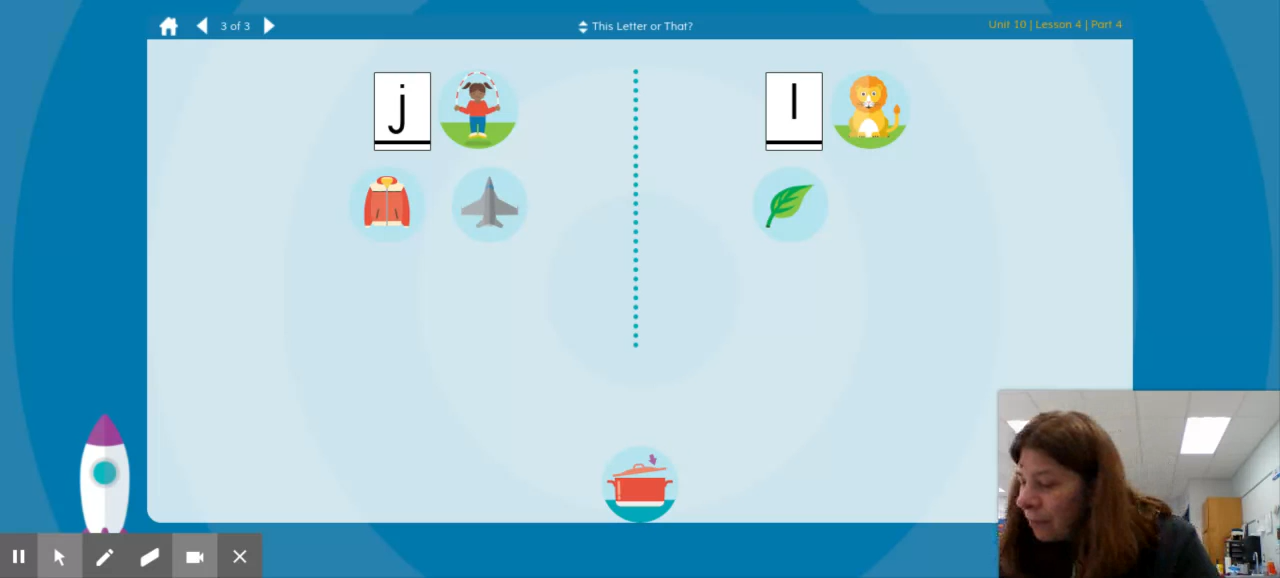 3 of 3
This Letter or That?
Unit 10 | Lesson 4 | Part 4
j
l